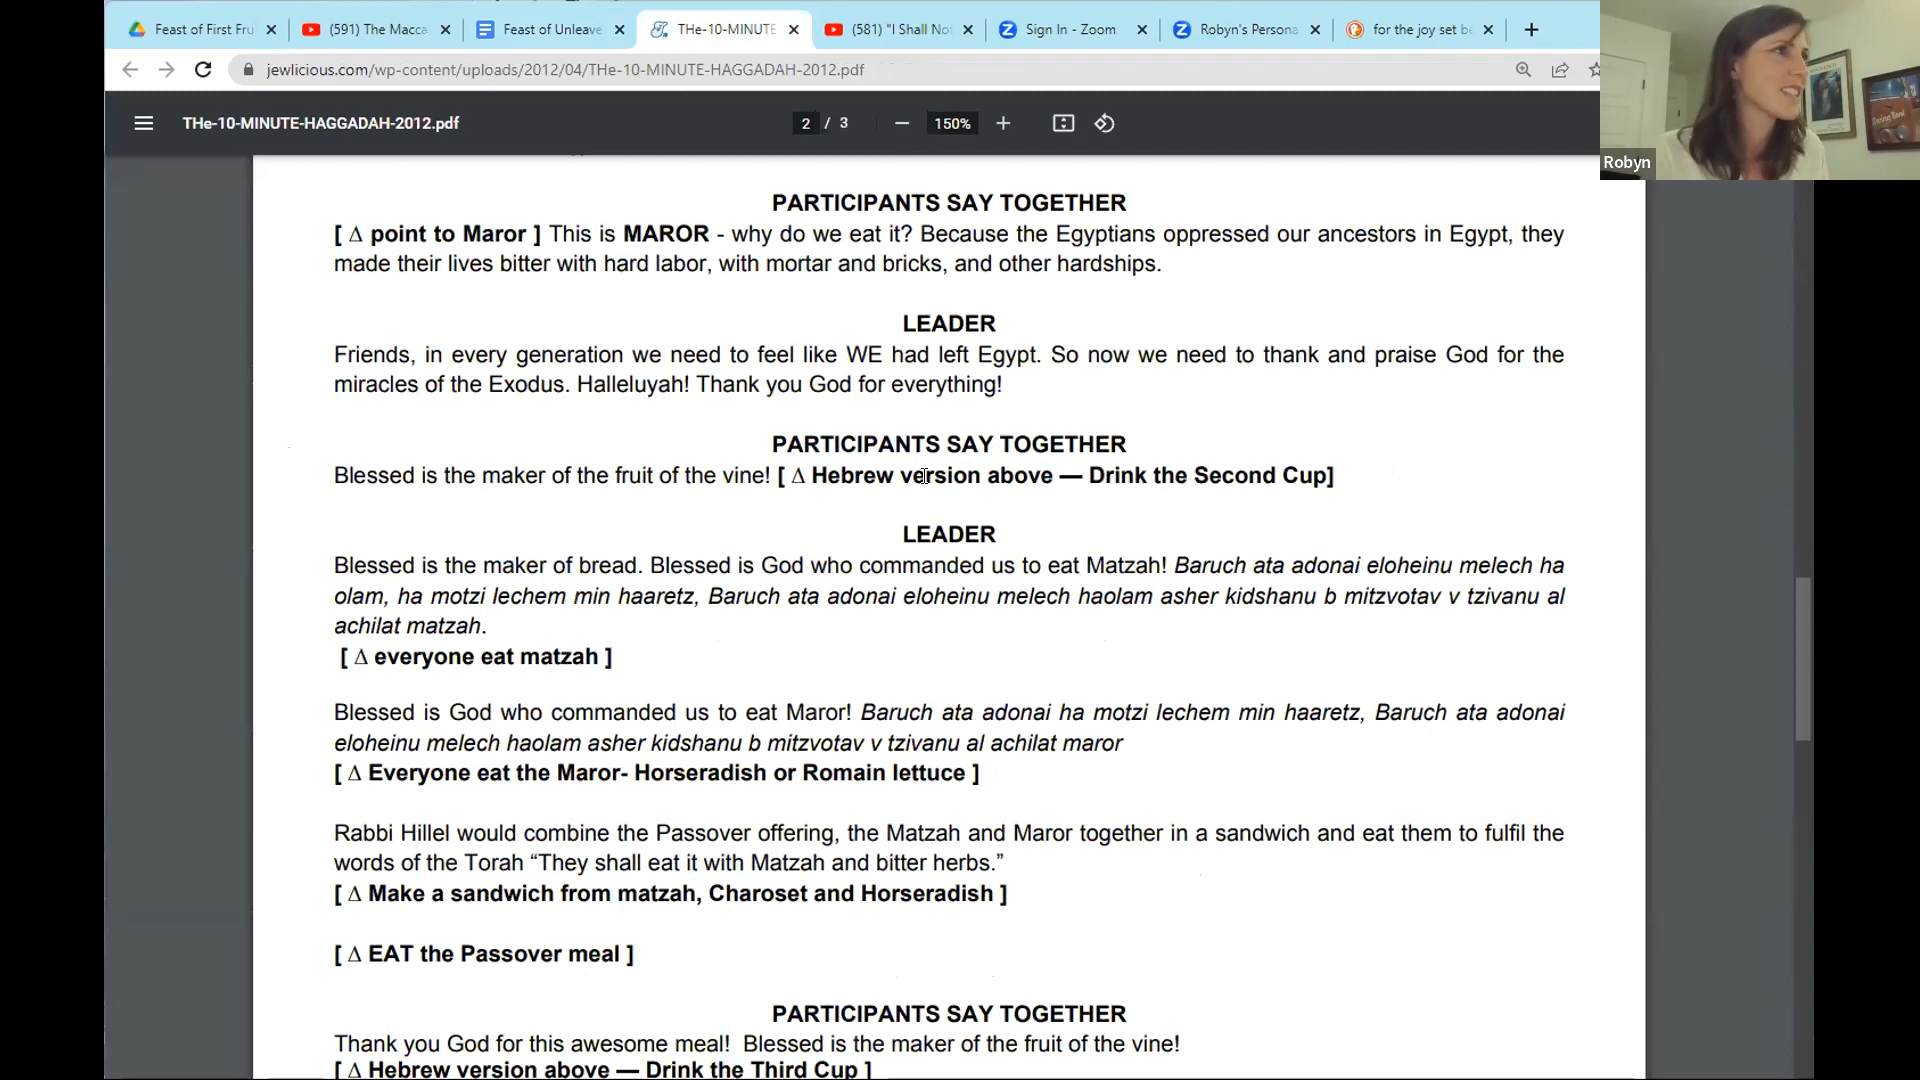 Feast of First Fru
(591) The Macca
Feast of Unleave
THe-10-MINUTE
(581) "I Shall Not
Sign In - Zoom
Robyn's Persona
for the joy set be
jewlicious.com/wp-content/uploads/2012/04/THe-10-MINUTE-HAGGADAH-2012.pdf
THe-10-MINUTE-HAGGADAH-2012.pdf
2 / 3
150%
Robyn
PARTICIPANTS SAY TOGETHER
[ Δ point to Maror ] This is MAROR - why do we eat it? Because the Egyptians oppressed our ancestors in Egypt, they
made their lives bitter with hard labor, with mortar and bricks, and other hardships.
LEADER
Friends, in every generation we need to feel like WE had left Egypt. So now we need to thank and praise God for the
miracles of the Exodus. Halleluyah! Thank you God for everything!
PARTICIPANTS SAY TOGETHER
Blessed is the maker of the fruit of the vine! [ Δ Hebrew version above — Drink the Second Cup]
LEADER
Blessed is the maker of bread. Blessed is God who commanded us to eat Matzah! Baruch ata adonai eloheinu melech ha
olam, ha motzi lechem min haaretz, Baruch ata adonai eloheinu melech haolam asher kidshanu b mitzvotav v tzivanu al
achilat matzah.
[ Δ everyone eat matzah ]
Blessed is God who commanded us to eat Maror! Baruch ata adonai ha motzi lechem min haaretz, Baruch ata adonai
eloheinu melech haolam asher kidshanu b mitzvotav v tzivanu al achilat maror
[ Δ Everyone eat the Maror- Horseradish or Romain lettuce ]
Rabbi Hillel would combine the Passover offering, the Matzah and Maror together in a sandwich and eat them to fulfil the
words of the Torah “They shall eat it with Matzah and bitter herbs.”
[ Δ Make a sandwich from matzah, Charoset and Horseradish ]
[ Δ EAT the Passover meal ]
PARTICIPANTS SAY TOGETHER
Thank you God for this awesome meal! Blessed is the maker of the fruit of the vine!
[ Δ Hebrew version above — Drink the Third Cup ]